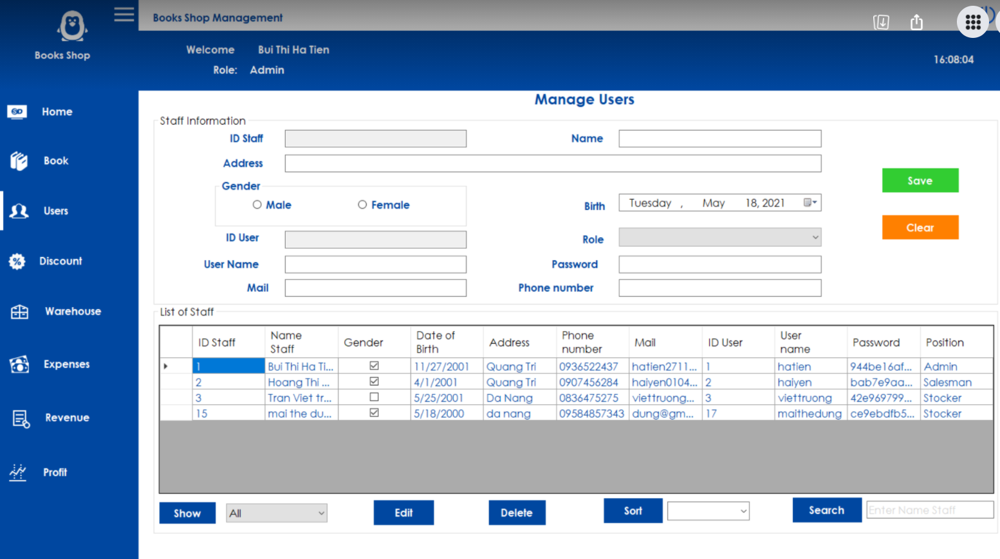 Books Shop Management
Books Shop
Welcome Bui Thi Ha Tien
Role: Admin
16:08:04
Home
Book
Users
Discount
Warehouse
Expenses
Revenue
Profit
Manage Users
Staff Information
ID Staff
Name
Address
Gender
Male Female
Birth Tuesday , May 18, 2021
ID User
Role
User Name
Password
Mail
Phone number
Save
Clear
List of Staff
ID Staff Name Staff Gender Date of Birth Address Phone number Mail ID User User name Password Position
1 Bui Thi Ha Ti... 11/27/2001 Quang Tri 0936522437 hatien2711... 1 hatien 944be16af... Admin
2 Hoang Thi ... 4/1/2001 Quang Tri 0907456284 haiyen0104... 2 haiyen bab7e9aa... Salesman
3 Tran Viet tr... 5/25/2001 Da Nang 0836475275 viettruong... 3 viettruong 42e969799... Stocker
15 mai the du... 5/18/2000 da nang 09584857343 dung@gm... 17 maithedung ce9ebdfb5... Stocker
Show All Edit Delete Sort Search Enter Name Staff